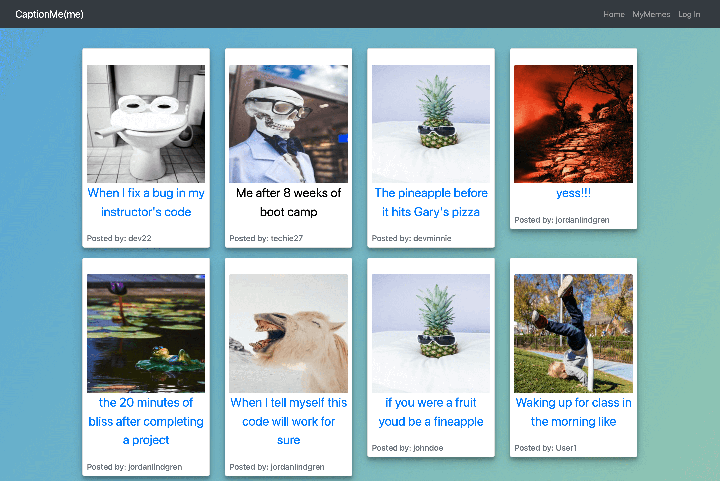 CaptionMe(me)
Home MyMemes Log In
When I fix a bug in my
instructor's code
Posted by: dev22
Me after 8 weeks of
boot camp
Posted by: techie27
The pineapple before
it hits Gary's pizza
Posted by: devminnie
yess!!!
Posted by: jordanlindgren
the 20 minutes of
bliss after completing
a project
Posted by: jordanlindgren
When I tell myself this
code will work for
sure
Posted by: jordanlindgren
if you were a fruit
youd be a fineapple
Posted by: johndoe
Waking up for class in
the morning like
Posted by: User1